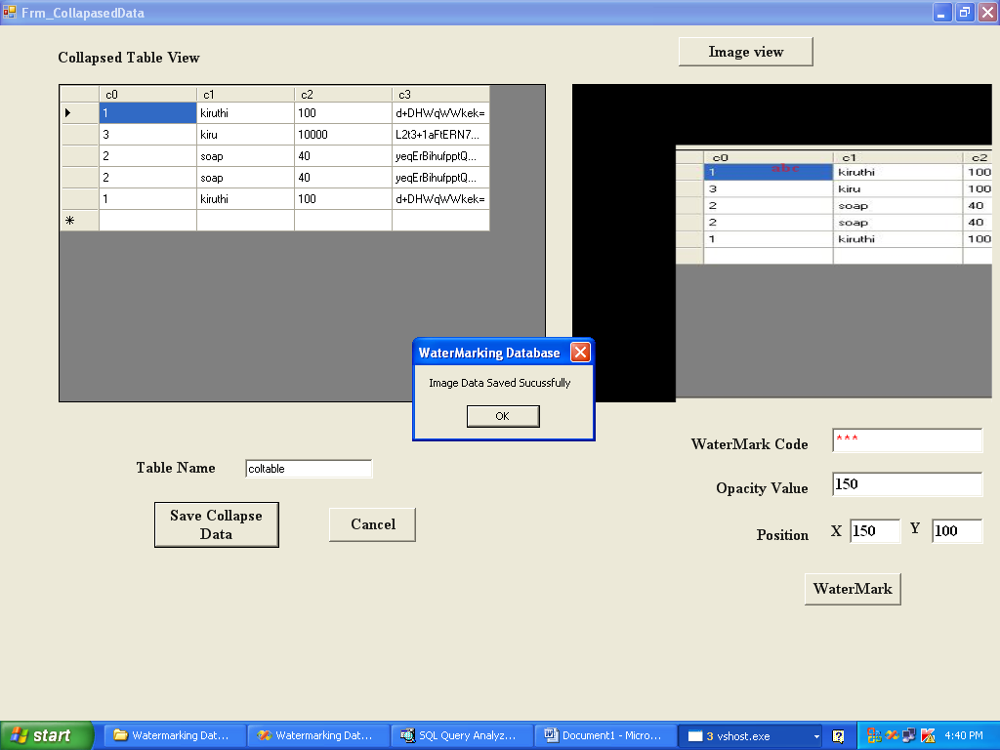 Frm_CollapasedData
Collapsed Table View
Image view
c0 c1 c2 c3
1 kiruthi 100 d+DHWqWWkek=
3 kiru 10000 L2t3+1aFtERN7...
2 soap 40 yeqErBihufpptQ...
2 soap 40 yeqErBihufpptQ...
1 kiruthi 100 d+DHWqWWkek=
c0 c1 c2
1 abc kiruthi 100
3 kiru 100
2 soap 40
2 soap 40
1 kiruthi 100
WaterMarking Database
Image Data Saved Sucussfully
OK
Table Name coltable
Save Collapse
Data
Cancel
WaterMark Code ***
Opacity Value 150
Position X 150 Y 100
WaterMark
start Watermarking Dat... Watermarking Dat... SQL Query Analyz... Document1 - Micro... 3 vshost.exe 4:40 PM